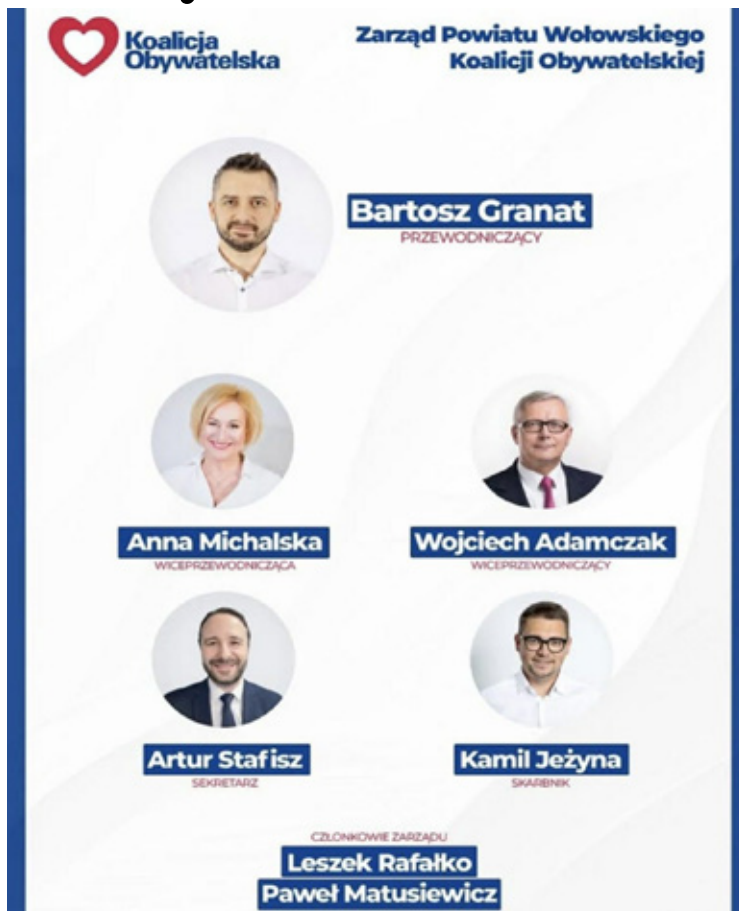 Koalicja
Obywatelska
Zarząd Powiatu Wołowskiego
Koalicji Obywatelskiej
Bartosz Granat
PRZEWODNICZĄCY
Anna Michalska
WICEPRZEWODNICZĄCA
Wojciech Adamczak
WICEPRZEWODNICZĄCY
Artur Stafisz
SEKRETARZ
Kamil Jeżyna
SKARBNIK
CZŁONKOWIE ZARZĄDU
Leszek Rafałko
Paweł Matusiewicz